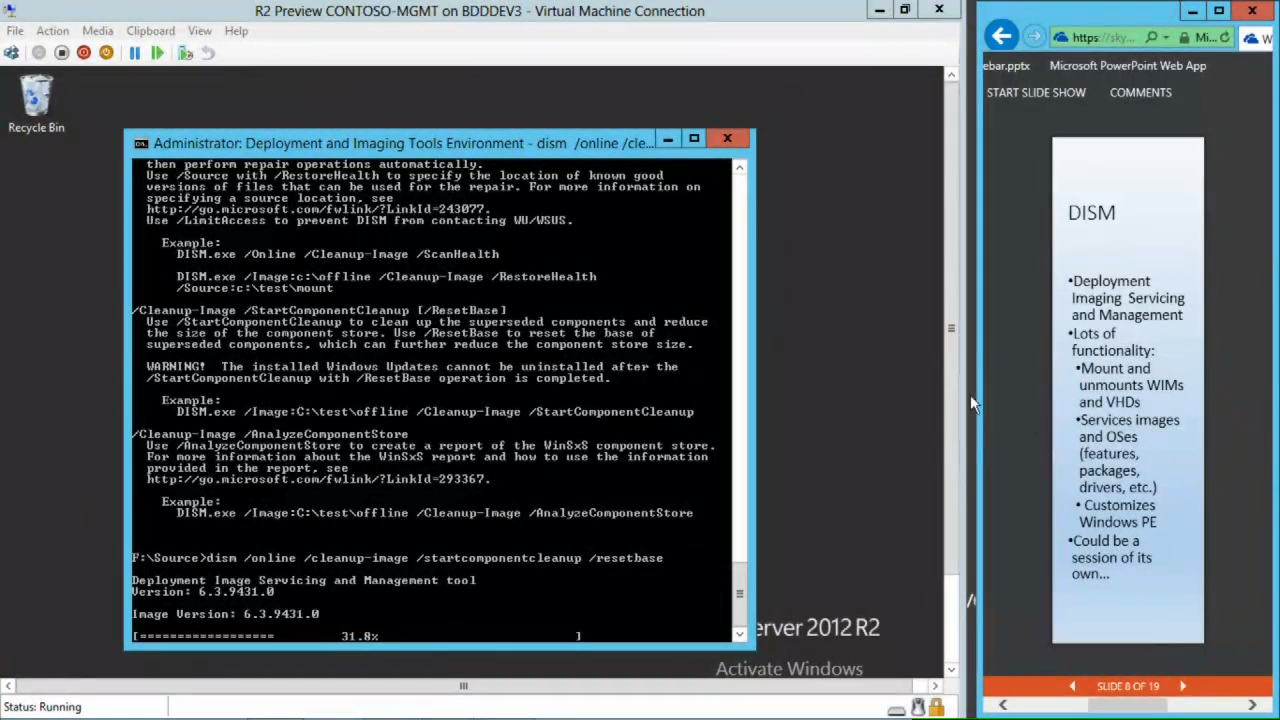 R2 Preview CONTOSO-MGMT on BDDDEV3 - Virtual Machine Connection
File Action Media Clipboard View Help
Recycle Bin
Administrator: Deployment and Imaging Tools Environment - dism /online /cle...
then perform repair operations automatically.
Use /Source with /RestoreHealth to specify the location of known good
versions of files that can be used for the repair. For more information on
specifying a source location, see
http://go.microsoft.com/fwlink/?LinkId=243077.
Use /LimitAccess to prevent DISM from contacting WU/WSUS.
Example:
DISM.exe /Online /Cleanup-Image /ScanHealth
DISM.exe /Image:c:\offline /Cleanup-Image /RestoreHealth
/Source:c:\test\mount
/Cleanup-Image /StartComponentCleanup [/ResetBase]
Use /StartComponentCleanup to clean up the superseded components and reduce
the size of the component store. Use /ResetBase to reset the base of
superseded components, which can further reduce the component store size.
WARNING! The installed Windows Updates cannot be uninstalled after the
/StartComponentCleanup with /ResetBase operation is completed.
Example:
DISM.exe /Image:C:\test\offline /Cleanup-Image /StartComponentCleanup
/Cleanup-Image /AnalyzeComponentStore
Use /AnalyzeComponentStore to create a report of the WinSxS component store.
For more information about the WinSxS report and how to use the information
provided in the report, see
http://go.microsoft.com/fwlink/?LinkId=293367.
Example:
DISM.exe /Image:C:\test\offline /Cleanup-Image /AnalyzeComponentStore
F:\Source>dism /online /cleanup-image /startcomponentcleanup /resetbase
Deployment Image Servicing and Management tool
Version: 6.3.9431.0
Image Version: 6.3.9431.0
[================== 31.8% ]
erver 2012 R2
Activate Windows
Status: Running
https://sky... Mi... W
ebar.pptx Microsoft PowerPoint Web App
START SLIDE SHOW COMMENTS
DISM
•Deployment
Imaging Servicing
and Management
•Lots of
functionality:
•Mount and
unmounts WIMs
and VHDs
•Services images
and OSes
(features,
packages,
drivers, etc.)
• Customizes
Windows PE
•Could be a
session of its
own...
SLIDE 8 OF 19